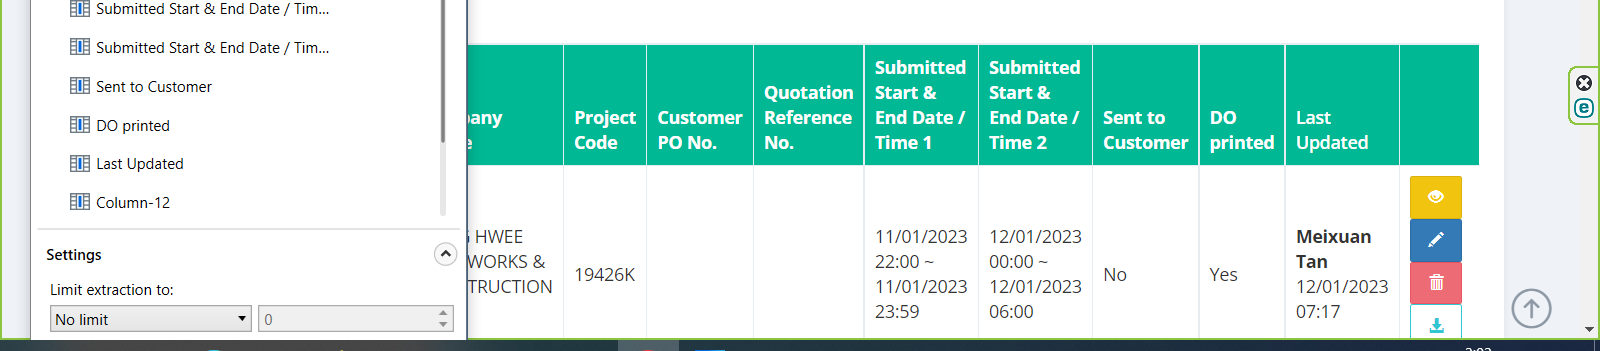 Submitted Start & End Date / Tim...
Submitted Start & End Date / Tim...
Sent to Customer
DO printed
Last Updated
Column-12
Settings
Limit extraction to:
No limit
0
Project
Code
Customer
PO No.
Quotation
Reference
No.
Submitted
Start &
End Date /
Time 1
Submitted
Start &
End Date /
Time 2
Sent to
Customer
DO
printed
Last
Updated
HWEE
WORKS &
TRUCTION
19426K
11/01/2023
22:00 ~
11/01/2023
23:59
12/01/2023
00:00 ~
12/01/2023
06:00
No
Yes
Meixuan
Tan
12/01/2023
07:17